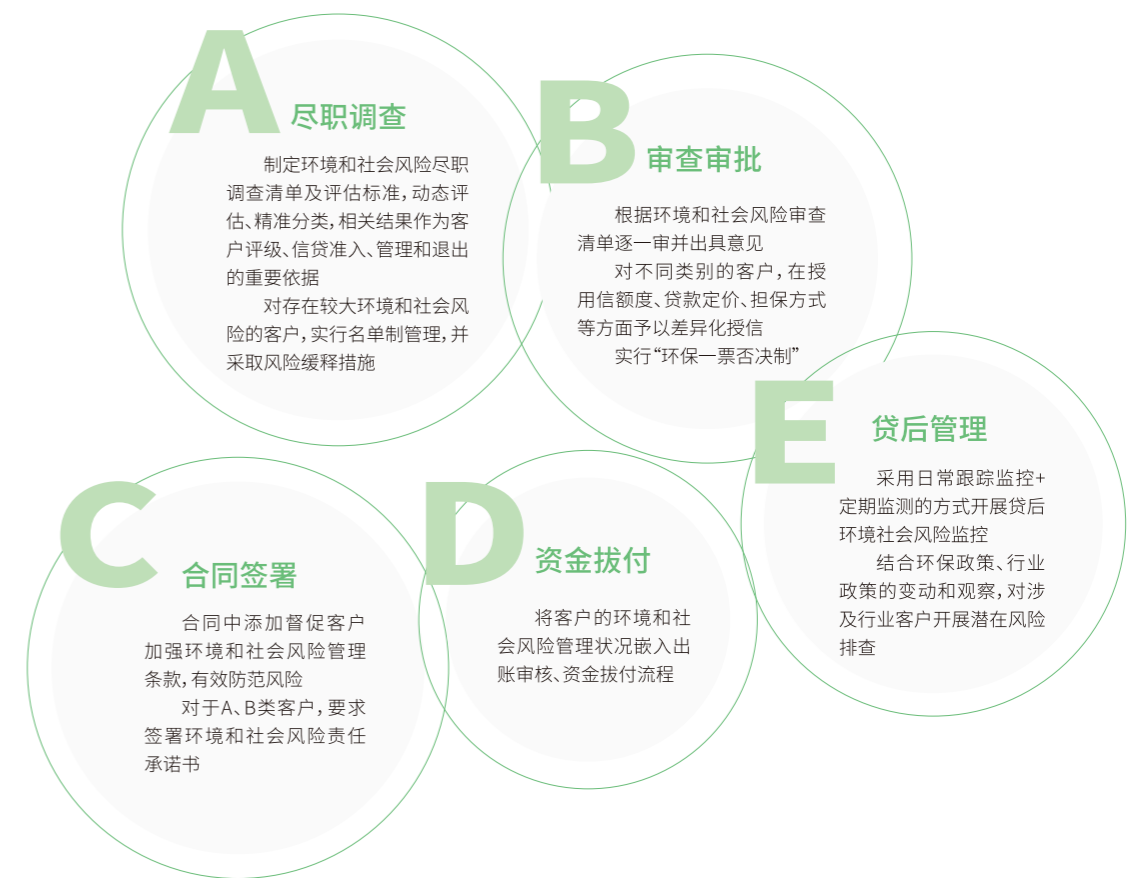 A
尽职调查
制定环境和社会风险尽职
调查清单及评估标准，动态评
估、精准分类，相关结果作为客
户评级、信贷准入、管理和退出
的重要依据
对存在较大环境和社会风
险的客户，实行名单制管理，并
采取风险缓释措施
B
审查审批
根据环境和社会风险审查
清单逐一审并出具意见
对不同类别的客户，在授
用信额度、贷款定价、担保方式
等方面予以差异化授信
实行“环保一票否决制”
C
合同签署
合同中添加督促客户
加强环境和社会风险管理
条款，有效防范风险
对于A、B类客户，要求
签署环境和社会风险责任
承诺书
D
资金拔付
将客户的环境和社
会风险管理状况嵌入出
账审核、资金拔付流程
E
贷后管理
采用日常跟踪监控+
定期监测的方式开展贷后
环境社会风险监控
结合环保政策、行业
政策的变动和观察，对涉
及行业客户开展潜在风险
排查